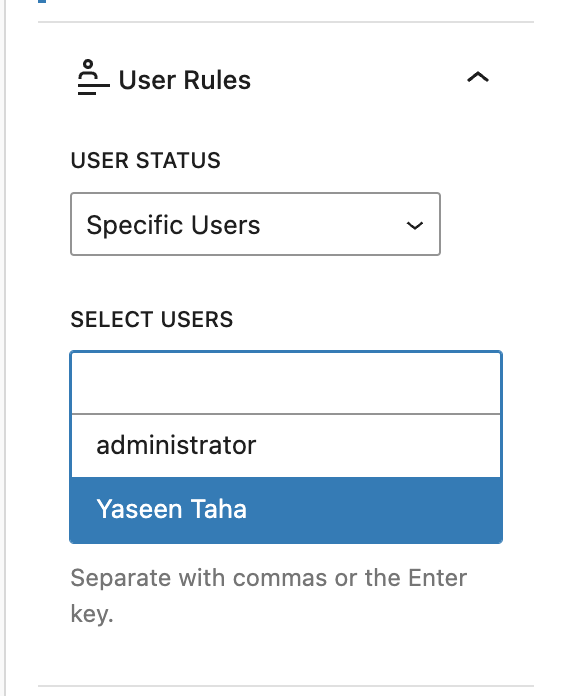 User Rules
USER STATUS
Specific Users
SELECT USERS
administrator
Yaseen Taha
Separate with commas or the Enter
key.